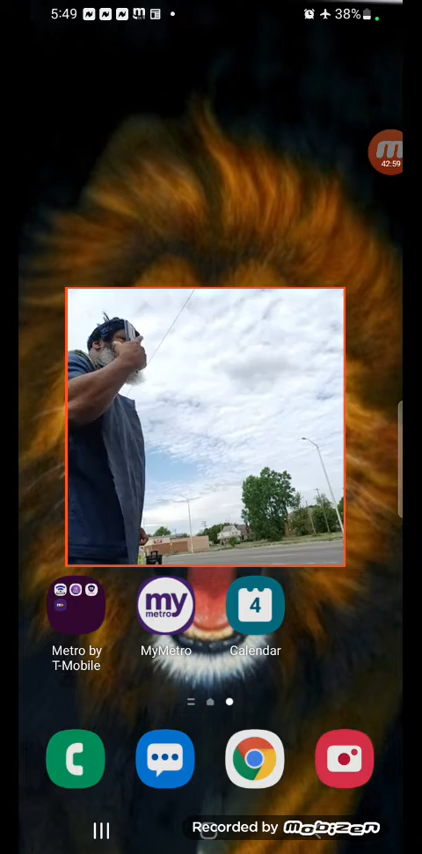 5:49
38%
42:59
my
metro
4
Metro by
T-Mobile
MyMetro
Calendar
Recorded by mobizen